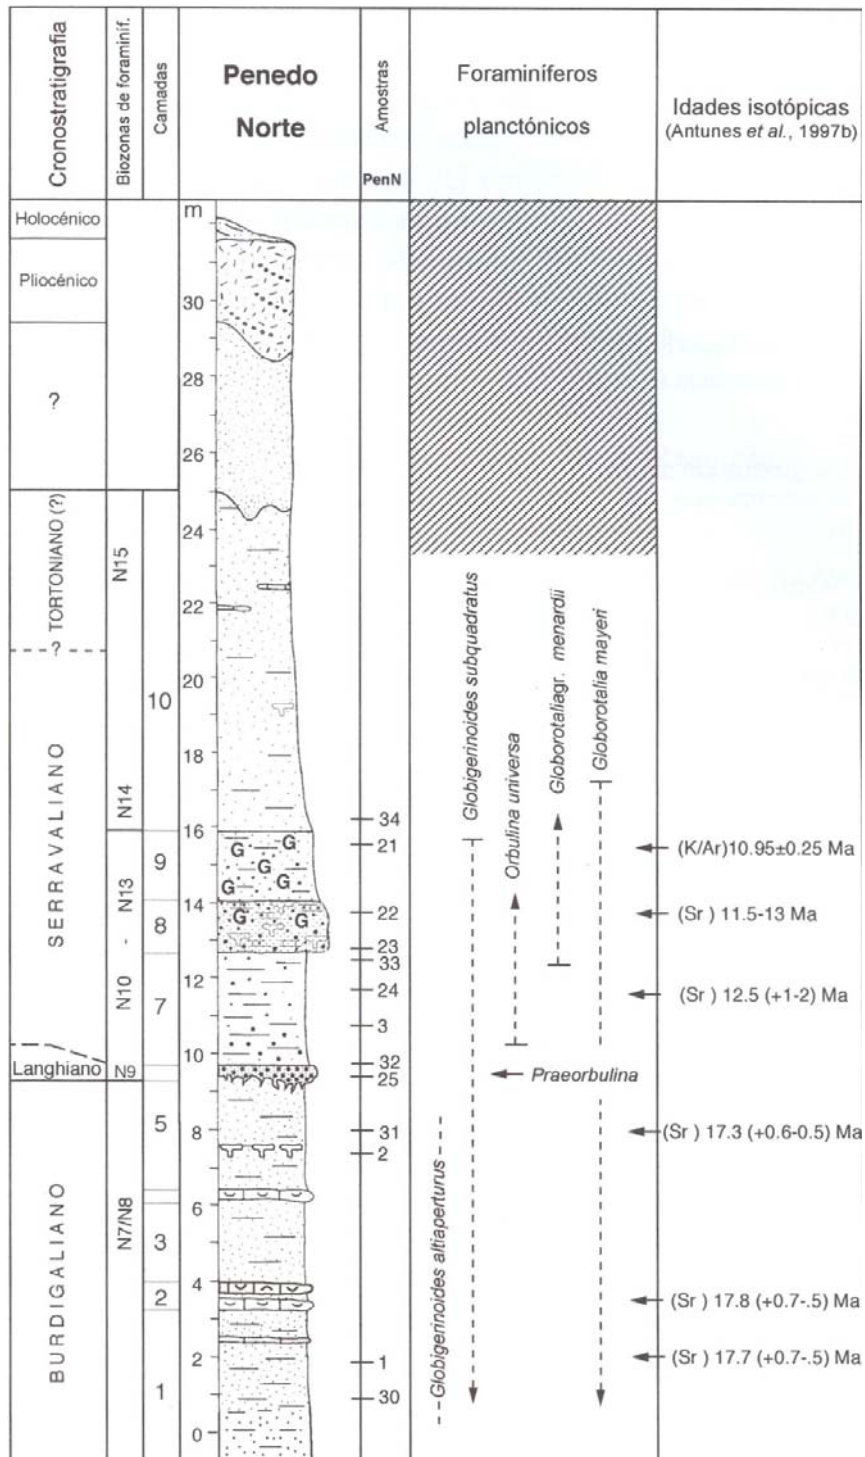 Cronostratigrafia
Biozonas de foraminíf.
Camadas
Penedo
Norte
Amostras
PenN
Foraminíferos
planctónicos
Idades isotópicas
(Antunes et al., 1997b)
Holocénico
Pliocénico
?
TORTONIANO (?)
?
SERRAVALIANO
Langhiano
BURDIGALIANO
N15
N14
N13
-
N10
N9
N7/N8
10
9
8
7
5
3
2
1
m
30
28
26
24
22
20
18
16
14
12
10
8
6
4
2
0
G
G
G
G
G
G
G
34
21
22
23
33
24
3
32
25
31
2
1
30
Globigerinoides altiaperturus
Globigerinoides subquadratus
Orbulina universa
Globorotaliagr. menardii
Globorotalia mayeri
Praeorbulina
(K/Ar)10.95±0.25 Ma
(Sr ) 11.5-13 Ma
(Sr ) 12.5 (+1-2) Ma
(Sr ) 17.3 (+0.6-0.5) Ma
(Sr ) 17.8 (+0.7-.5) Ma
(Sr ) 17.7 (+0.7-.5) Ma